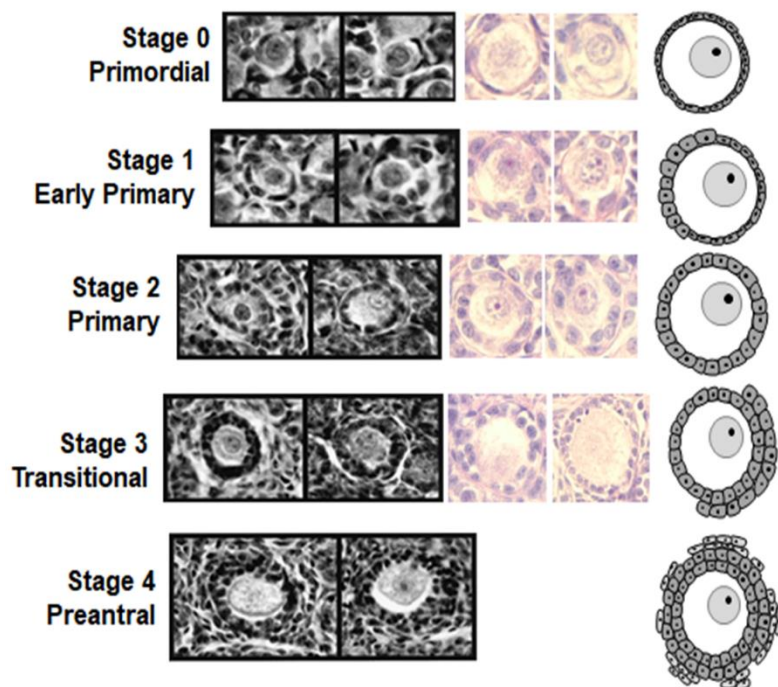 Stage 0
Primordial
Stage 1
Early Primary
Stage 2
Primary
Stage 3
Transitional
Stage 4
Preantral